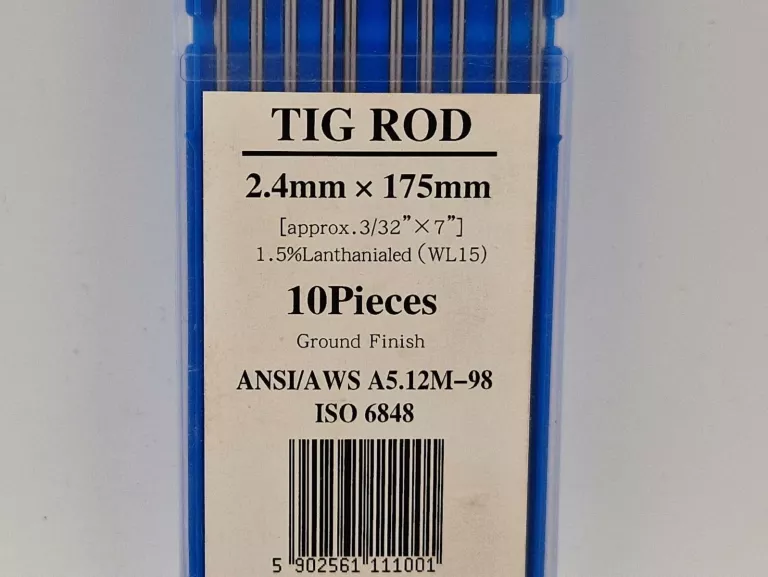 TIG ROD
2.4mm × 175mm
[approx.3/32”×7”]
1.5%Lanthanialed (WL15)
10Pieces
Ground Finish
ANSI/AWS A5.12M-98
ISO 6848
5 902561 111001